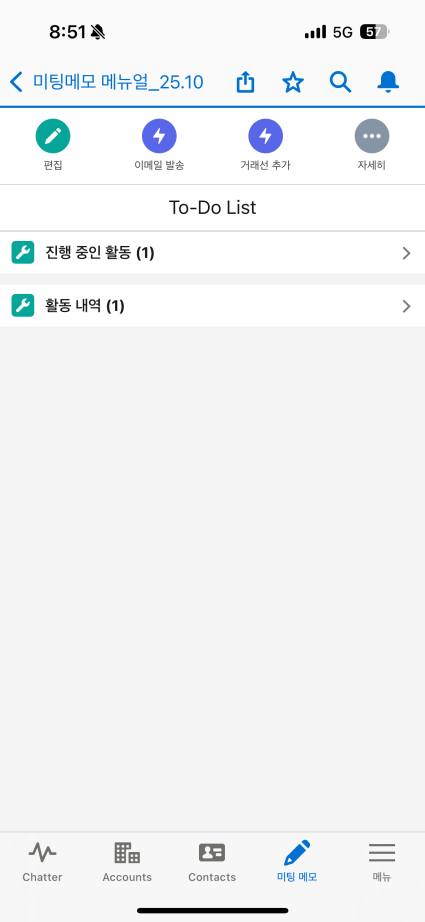 8:51 5G 57
미팅메모 메뉴얼_25.10
편집 이메일 발송 거래선 추가 자세히
To-Do List
진행 중인 활동 (1)
활동 내역 (1)
Chatter Accounts Contacts 미팅 메모 메뉴